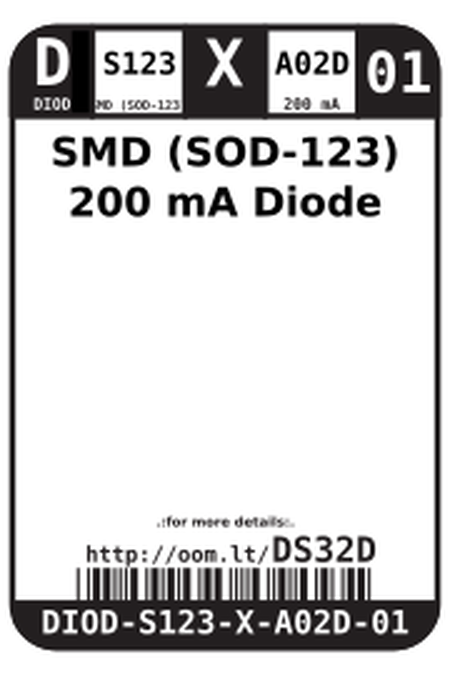 D S123 X A02D 01
DIOD MD (SOD-123 200 mA
SMD (SOD-123)
200 mA Diode
.:for more details:.
http://oom.lt/DS32D
DIOD-S123-X-A02D-01